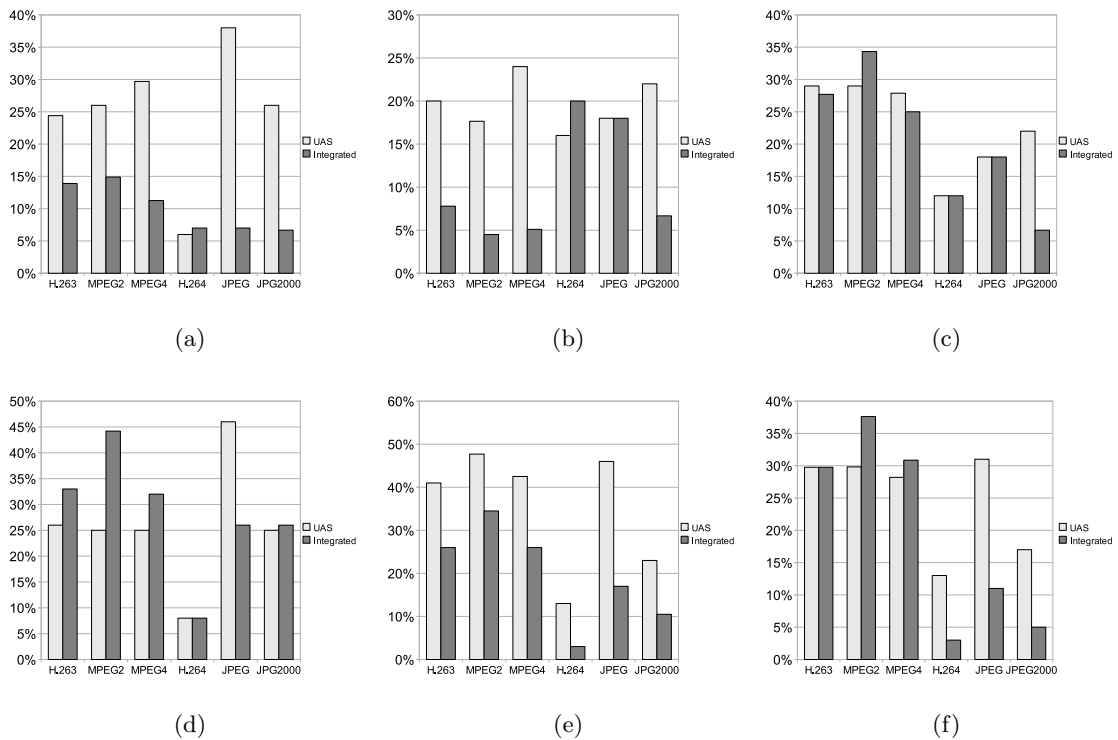 40%
35%
30%
25%
20%
15%
10%
5%
0%
H.263 MPEG2 MPEG4 H.264 JPEG JPG2000
UAS
Integrated
(a)
30%
25%
20%
15%
10%
5%
0%
H.263 MPEG2 MPEG4 H.264 JPEG JPG2000
UAS
Integrated
(b)
40%
35%
30%
25%
20%
15%
10%
5%
0%
H.263 MPEG2 MPEG4 H.264 JPEG JPG2000
UAS
Integrated
(c)
50%
45%
40%
35%
30%
25%
20%
15%
10%
5%
0%
H.263 MPEG2 MPEG4 H.264 JPEG JPG2000
UAS
Integrated
(d)
60%
50%
40%
30%
20%
10%
0%
H.263 MPEG2 MPEG4 H.264 JPEG JPG2000
UAS
Integrated
(e)
40%
35%
30%
25%
20%
15%
10%
5%
0%
H.263 MPEG2 MPEG4 H.264 JPEG JPEG2000
UAS
Integrated
(f)